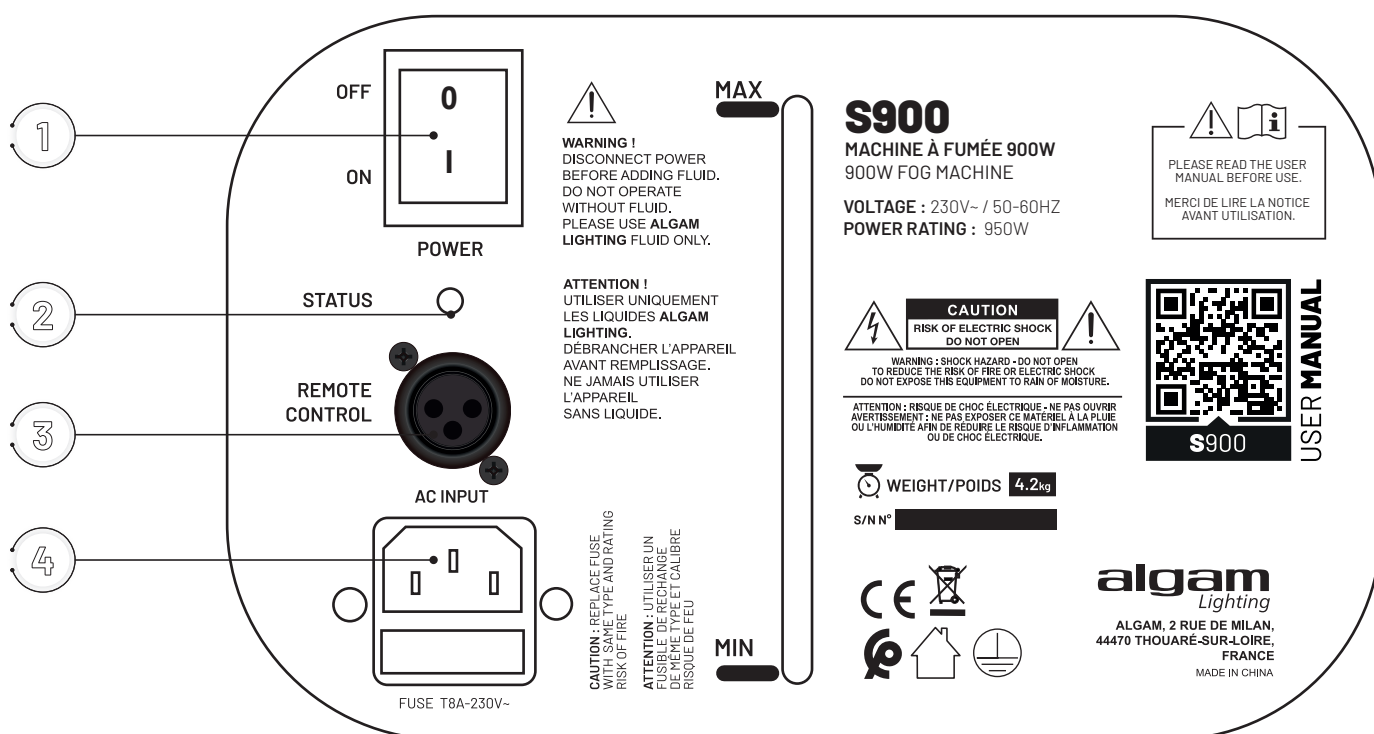 1
OFF
0
ON
I
POWER
2
STATUS
3
REMOTE
CONTROL
AC INPUT
4
FUSE T8A-230V~
WARNING !
DISCONNECT POWER
BEFORE ADDING FLUID.
DO NOT OPERATE
WITHOUT FLUID.
PLEASE USE ALGAM
LIGHTING FLUID ONLY.
ATTENTION !
UTILISER UNIQUEMENT
LES LIQUIDES ALGAM
LIGHTING.
DÉBRANCHER L'APPAREIL
AVANT REMPLISSAGE.
NE JAMAIS UTILISER
L'APPAREIL
SANS LIQUIDE.
CAUTION : REPLACE FUSE
WITH SAME TYPE AND RATING
RISK OF FIRE
ATTENTION : UTILISER UN
FUSIBLE DE RECHANGE
DE MÊME TYPE ET CALIBRE
RISQUE DE FEU
MAX
MIN
S900
MACHINE À FUMÉE 900W
900W FOG MACHINE
VOLTAGE : 230V~ / 50-60HZ
POWER RATING : 950W
CAUTION
RISK OF ELECTRIC SHOCK
DO NOT OPEN
WARNING : SHOCK HAZARD - DO NOT OPEN
TO REDUCE THE RISK OF FIRE OR ELECTRIC SHOCK
DO NOT EXPOSE THIS EQUIPMENT TO RAIN OF MOISTURE.
ATTENTION : RISQUE DE CHOC ÉLECTRIQUE - NE PAS OUVRIR
AVERTISSEMENT : NE PAS EXPOSER CE MATÉRIEL À LA PLUIE
OU L'HUMIDITÉ AFIN DE RÉDUIRE LE RISQUE D'INFLAMMATION
OU DE CHOC ÉLECTRIQUE.
WEIGHT/POIDS 4.2kg
S/N N°
CE
PLEASE READ THE USER
MANUAL BEFORE USE.
MERCI DE LIRE LA NOTICE
AVANT UTILISATION.
S900
USER MANUAL
algam
Lighting
ALGAM, 2 RUE DE MILAN,
44470 THOUARÉ-SUR-LOIRE,
FRANCE
MADE IN CHINA